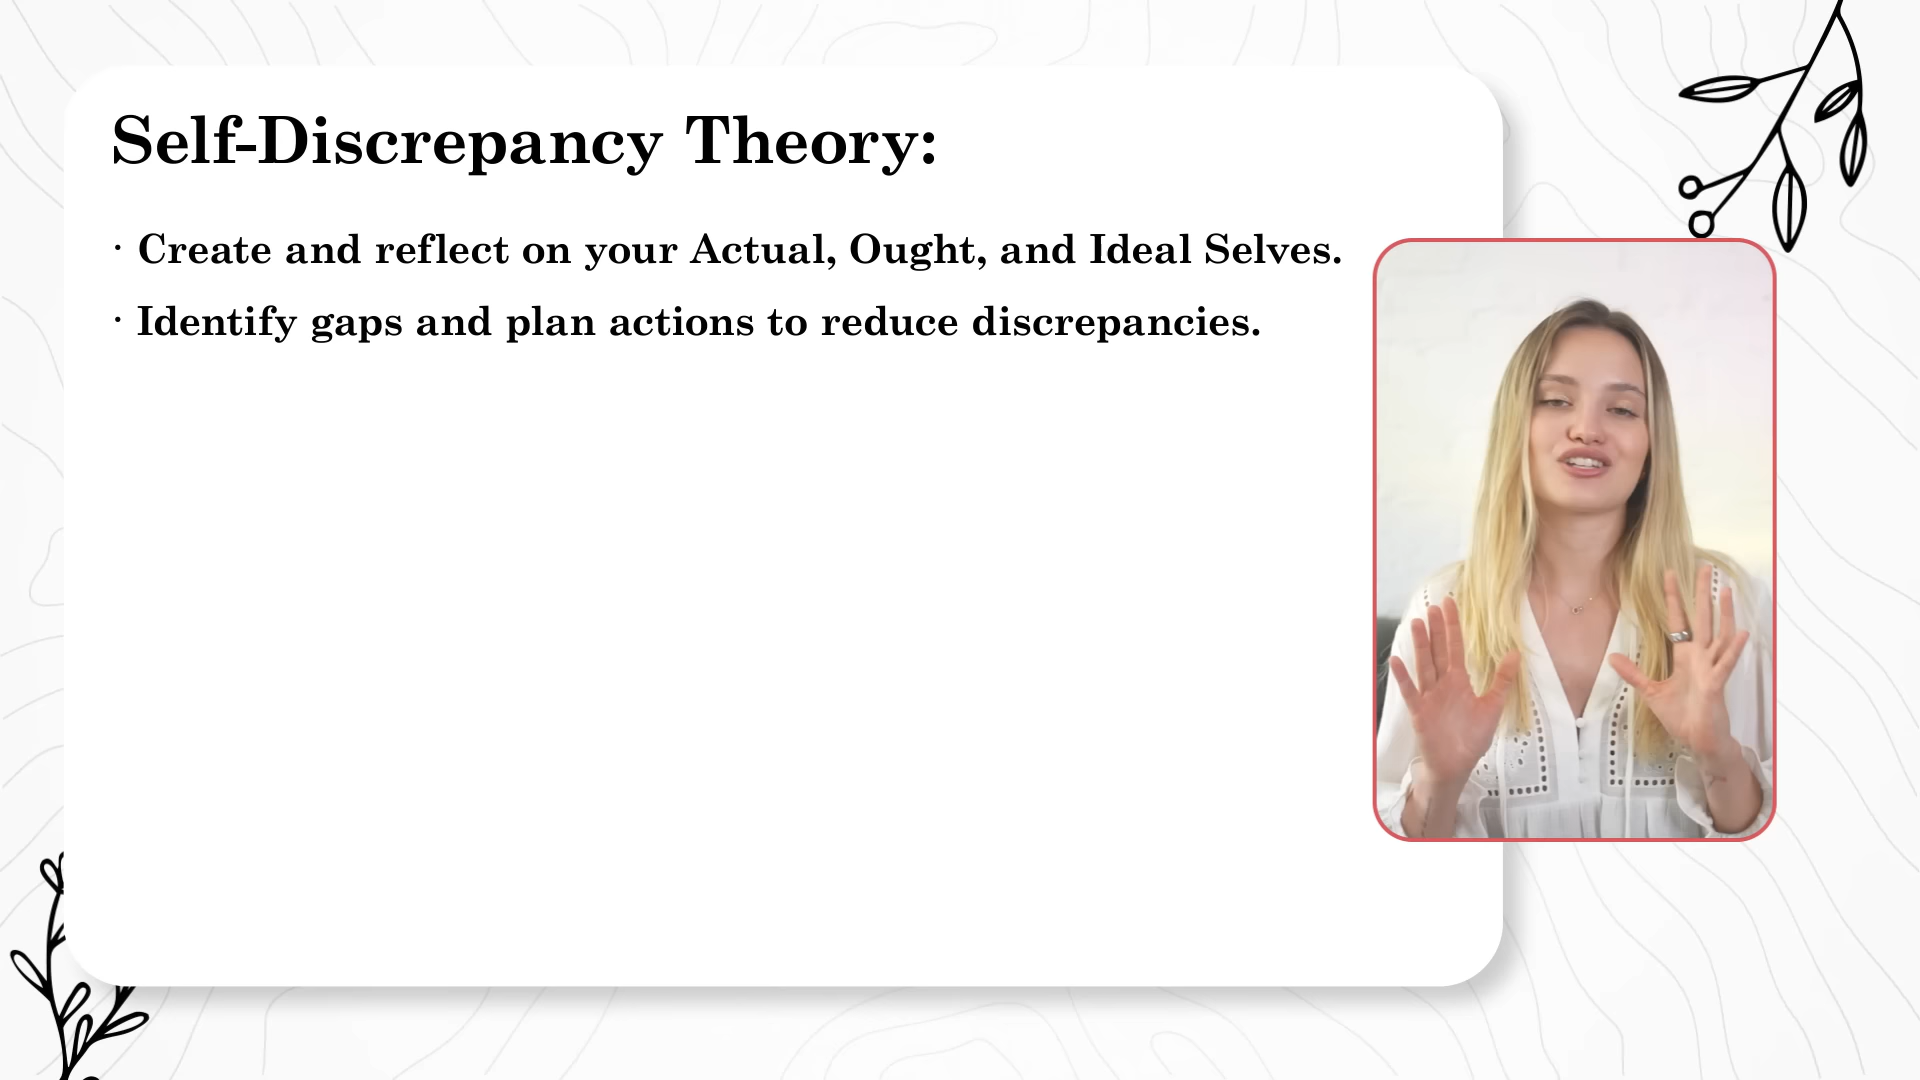 Self-Discrepancy Theory:
· Create and reflect on your Actual, Ought, and Ideal Selves.
· Identify gaps and plan actions to reduce discrepancies.